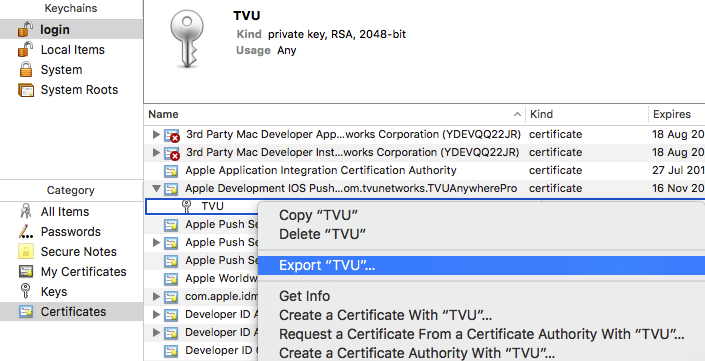 Keychains
login
Local Items
System
System Roots
TVU
Kind private key, RSA, 2048-bit
Usage Any
Name Kind Expires
3rd Party Mac Developer App...works Corporation (YDEVQQ22JR) certificate 18 Aug 20
3rd Party Mac Developer Inst...works Corporation (YDEVQQ22JR) certificate 18 Aug 20
Apple Application Integration Certification Authority certificate 27 Jul 201
Apple Development IOS Push...om.tvunetworks.TVUAnywherePro certificate 16 Nov 20
TVU
Apple Push Se
Apple Push Se
Apple Push Se
Apple Worldw
com.apple.idm
Developer ID A
Developer ID A
Developer ID C
Category
All Items
Passwords
Secure Notes
My Certificates
Keys
Certificates
Copy “TVU”
Delete “TVU”
Export “TVU”...
Get Info
Create a Certificate With “TVU”...
Request a Certificate From a Certificate Authority With “TVU”...
Create a Certificate Authority With “TVU”...